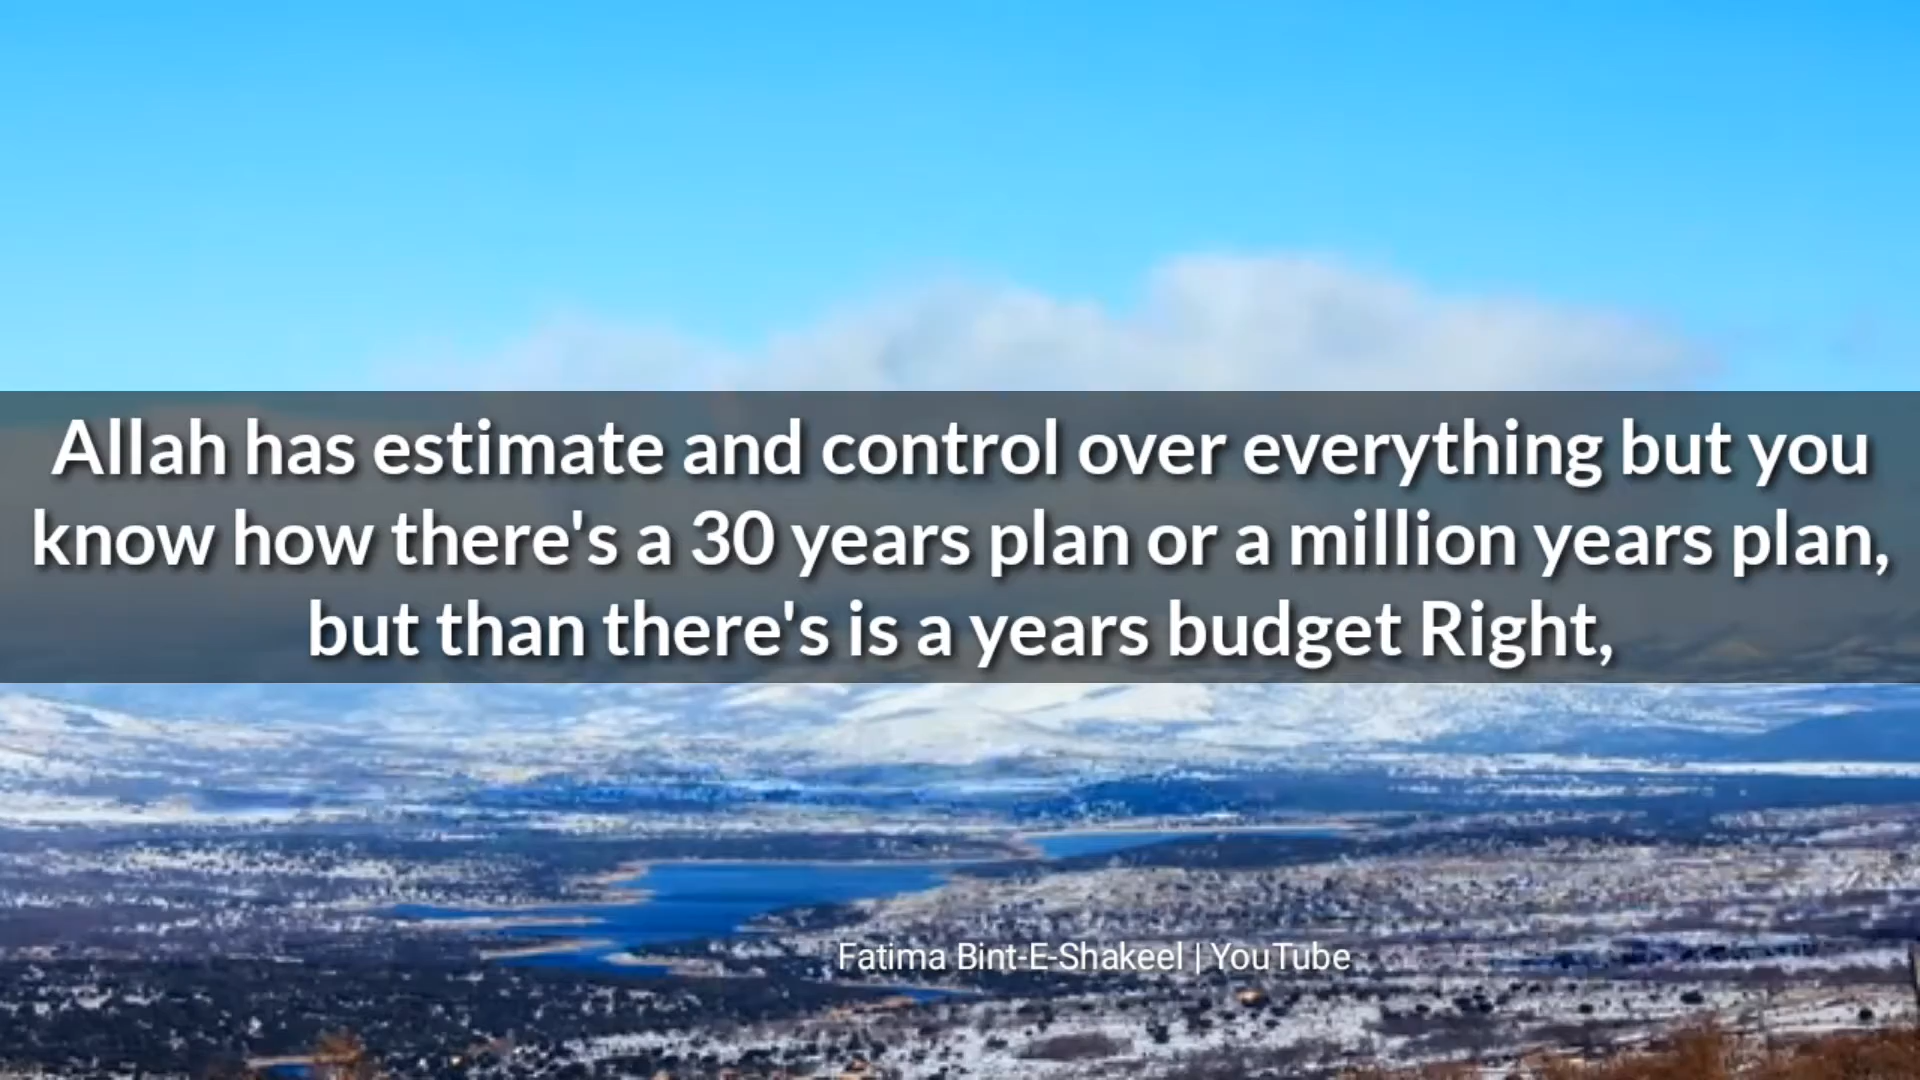 Allah has estimate and control over everything but you
know how there's a 30 years plan or a million years plan,
but than there's is a years budget Right,
Fatima Bint-E-Shakeel | YouTube